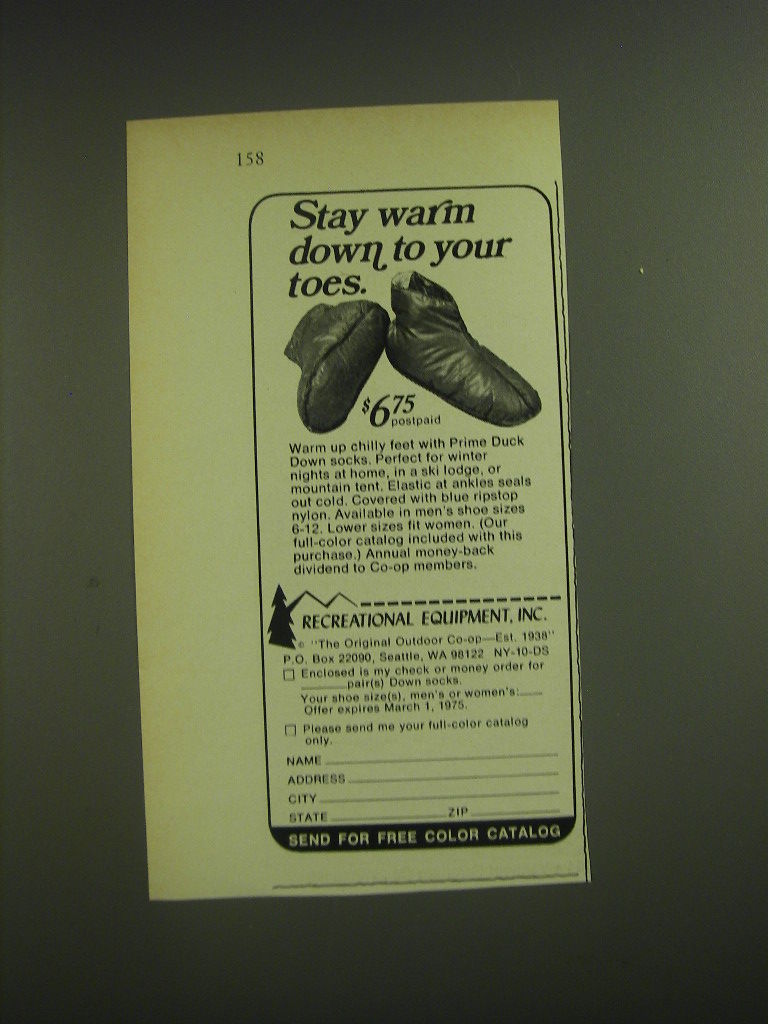 158
Stay warm
down to your
toes.
$6 75
postpaid
Warm up chilly feet with Prime Duck
Down socks. Perfect for winter
nights at home, in a ski lodge, or
mountain tent. Elastic at ankles seals
out cold. Covered with blue ripstop
nylon. Available in men's shoe sizes
6-12. Lower sizes fit women. (Our
full-color catalog included with this
purchase.) Annual money-back
dividend to Co-op members.
RECREATIONAL EQUIPMENT, INC.
© "The Original Outdoor Co-op—Est. 1938"
P.O. Box 22090, Seattle, WA 98122 NY-10-DS
☐ Enclosed is my check or money order for
______pair(s) Down socks.
Your shoe size(s), men's or women's:____
Offer expires March 1, 1975.
☐ Please send me your full-color catalog
only.
NAME
ADDRESS
CITY
STATE ZIP
SEND FOR FREE COLOR CATALOG